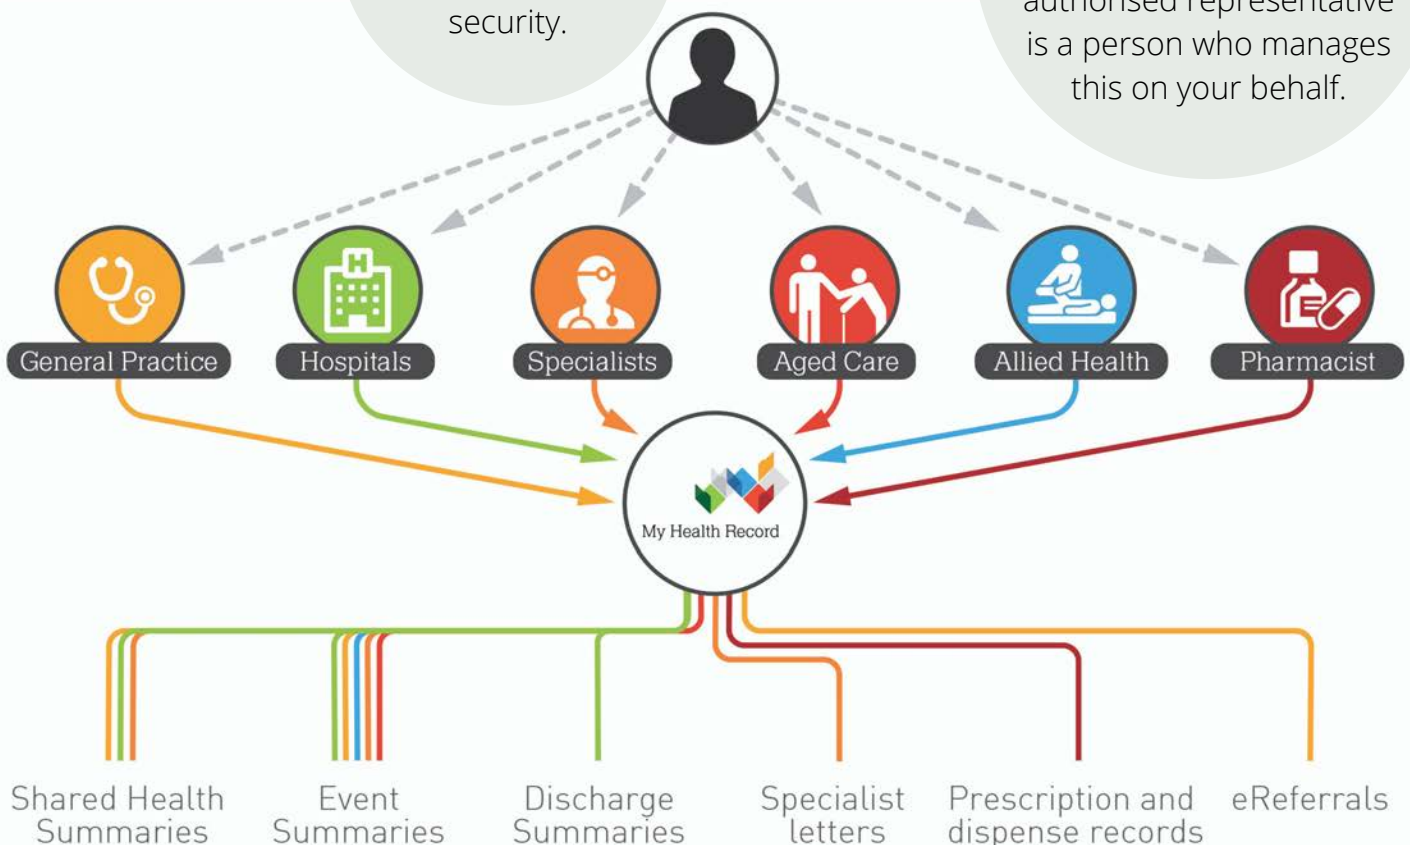 security.
authorised representative
is a person who manages
this on your behalf.
General Practice
Hospitals
Specialists
Aged Care
Allied Health
Pharmacist
My Health Record
Shared Health
Summaries
Event
Summaries
Discharge
Summaries
Specialist
letters
Prescription and
dispense records
eReferrals